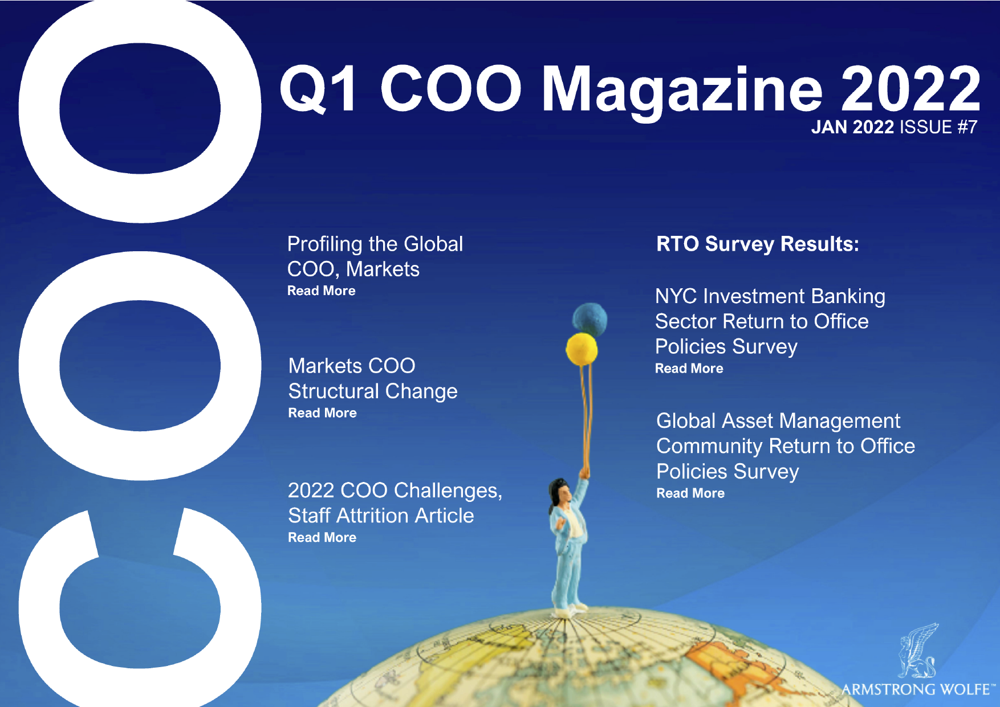 COO
Q1 COO Magazine 2022
JAN 2022 ISSUE #7
Profiling the Global
COO, Markets
Read More
Markets COO
Structural Change
Read More
2022 COO Challenges,
Staff Attrition Article
Read More
RTO Survey Results:
NYC Investment Banking
Sector Return to Office
Policies Survey
Read More
Global Asset Management
Community Return to Office
Policies Survey
Read More
ARMSTRONG WOLFE™